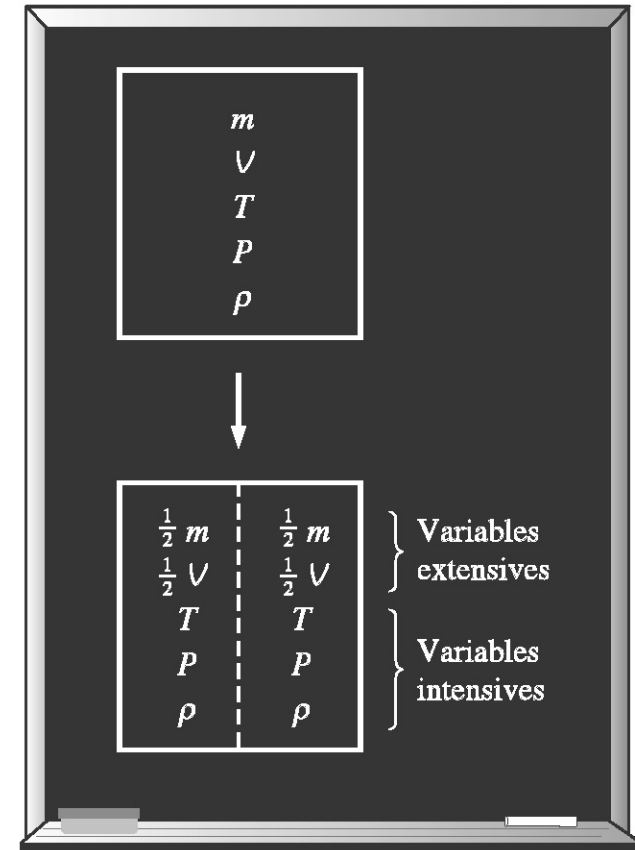 m
V
T
P
ρ
½ m ½ m
½ V ½ V
T T
P P
ρ ρ
Variables
extensives
Variables
intensives